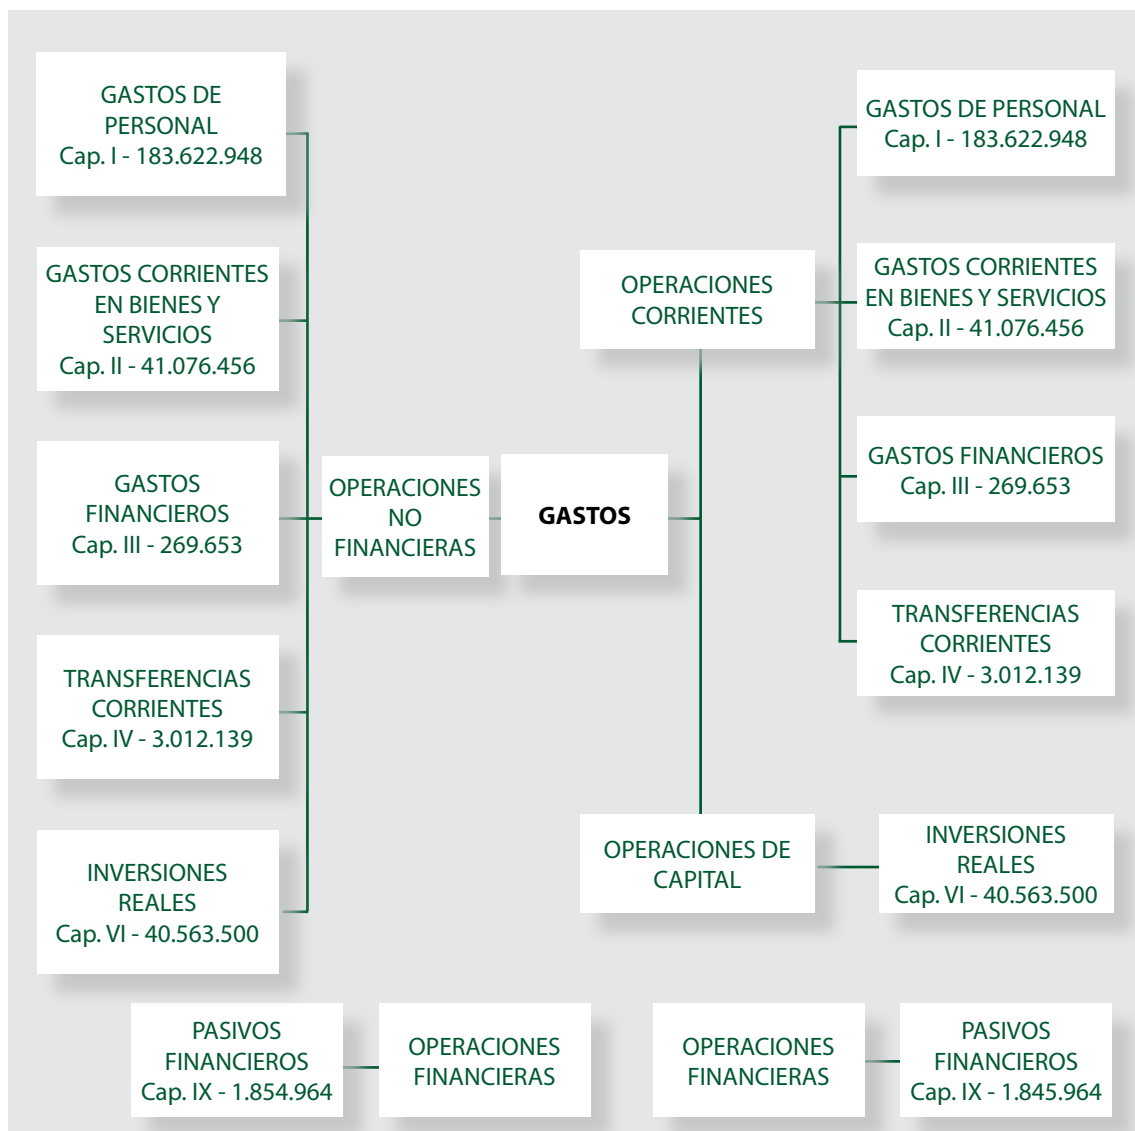 GASTOS DE
PERSONAL
Cap. I - 183.622.948
GASTOS CORRIENTES
EN BIENES Y
SERVICIOS
Cap. II - 41.076.456
GASTOS
FINANCIEROS
Cap. III - 269.653
TRANSFERENCIAS
CORRIENTES
Cap. IV - 3.012.139
INVERSIONES
REALES
Cap. VI - 40.563.500
OPERACIONES
NO
FINANCIERAS
GASTOS
OPERACIONES
CORRIENTES
GASTOS DE PERSONAL
Cap. I - 183.622.948
GASTOS CORRIENTES
EN BIENES Y SERVICIOS
Cap. II - 41.076.456
GASTOS FINANCIEROS
Cap. III - 269.653
TRANSFERENCIAS
CORRIENTES
Cap. IV - 3.012.139
OPERACIONES DE
CAPITAL
INVERSIONES
REALES
Cap. VI - 40.563.500
PASIVOS
FINANCIEROS
Cap. IX - 1.854.964
OPERACIONES
FINANCIERAS
OPERACIONES
FINANCIERAS
PASIVOS
FINANCIEROS
Cap. IX - 1.845.964